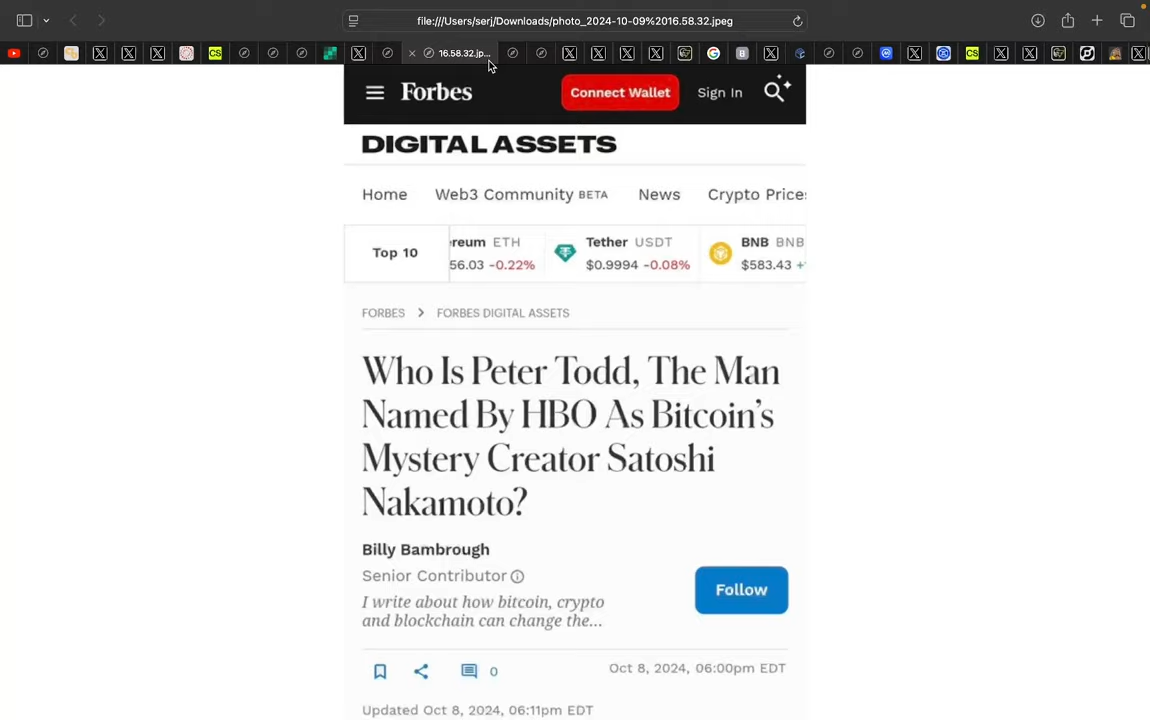 file:///Users/serj/Downloads/photo_2024-10-09%2016.58.32.jpeg
CS
16.58.32.jp...
B
CS
Forbes
Connect Wallet
Sign In
DIGITAL ASSETS
Home
Web3 Community BETA
News
Crypto Price
Top 10
ereum ETH
56.03 -0.22%
Tether USDT
$0.9994 -0.08%
BNB BNB
$583.43 +
FORBES > FORBES DIGITAL ASSETS
Who Is Peter Todd, The Man
Named By HBO As Bitcoin's
Mystery Creator Satoshi
Nakamoto?
Billy Bambrough
Senior Contributor
Follow
I write about how bitcoin, crypto
and blockchain can change the...
0
Oct 8, 2024, 06:00pm EDT
Updated Oct 8, 2024, 06:11pm EDT